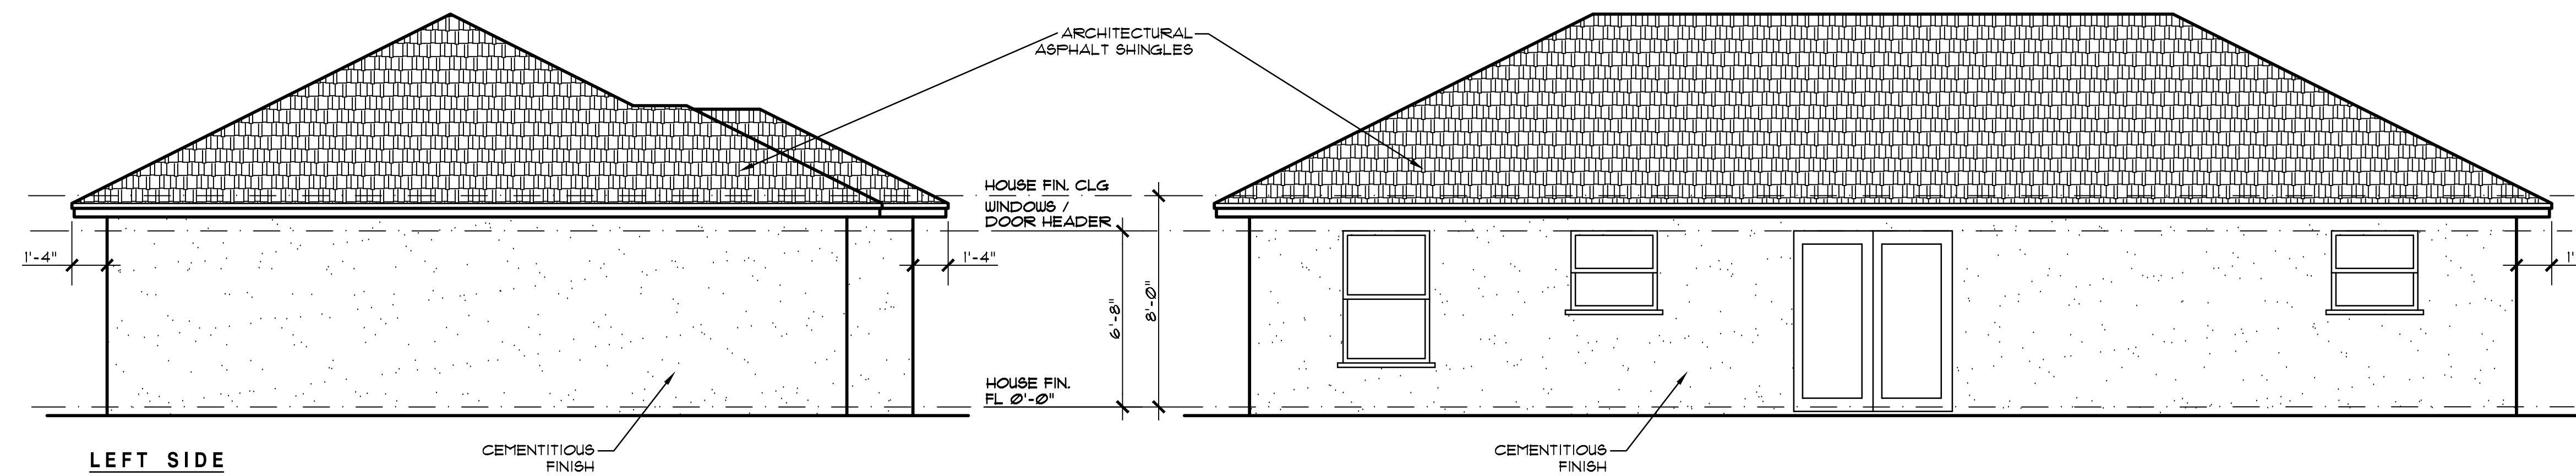 ARCHITECTURAL
ASPHALT SHINGLES
HOUSE FIN. CLG
WINDOWS /
DOOR HEADER
1'-4"
1'-4"
1'
6'-8"
8'-0"
HOUSE FIN.
FL 0'-0"
CEMENTITIOUS
FINISH
CEMENTITIOUS
FINISH
LEFT SIDE